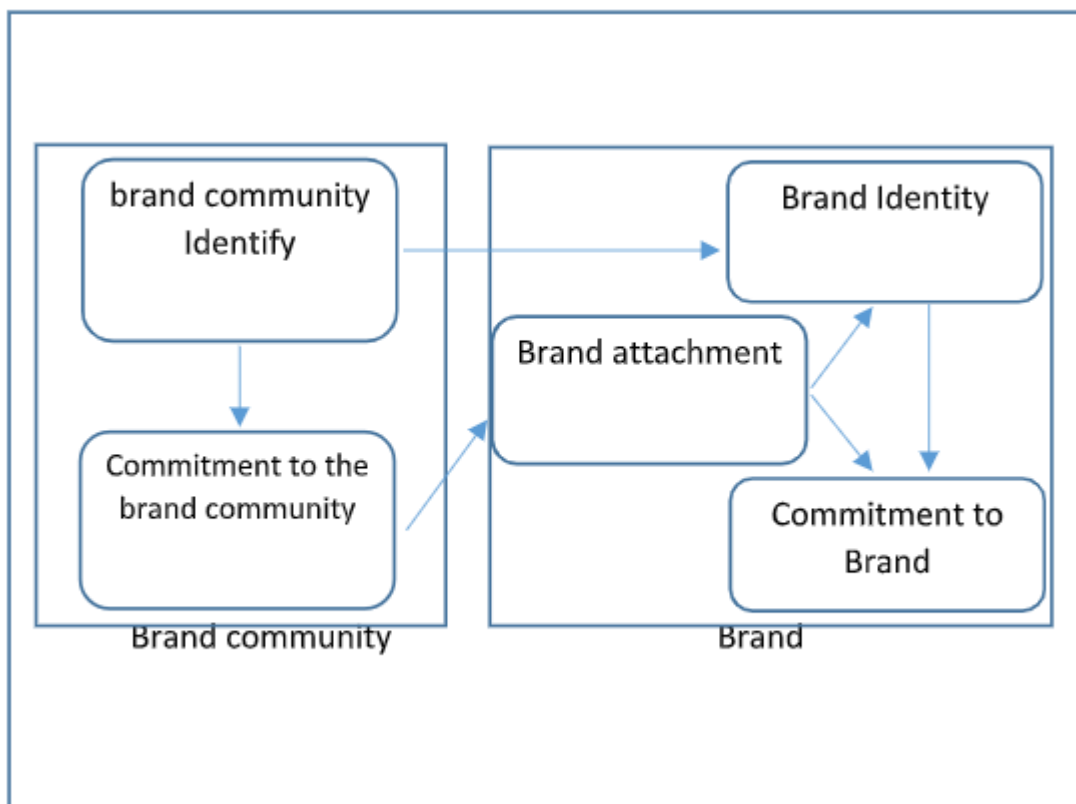 brand community
Identify
Brand Identity
Brand attachment
Commitment to the
brand community
Commitment to
Brand
Brand community
Brand